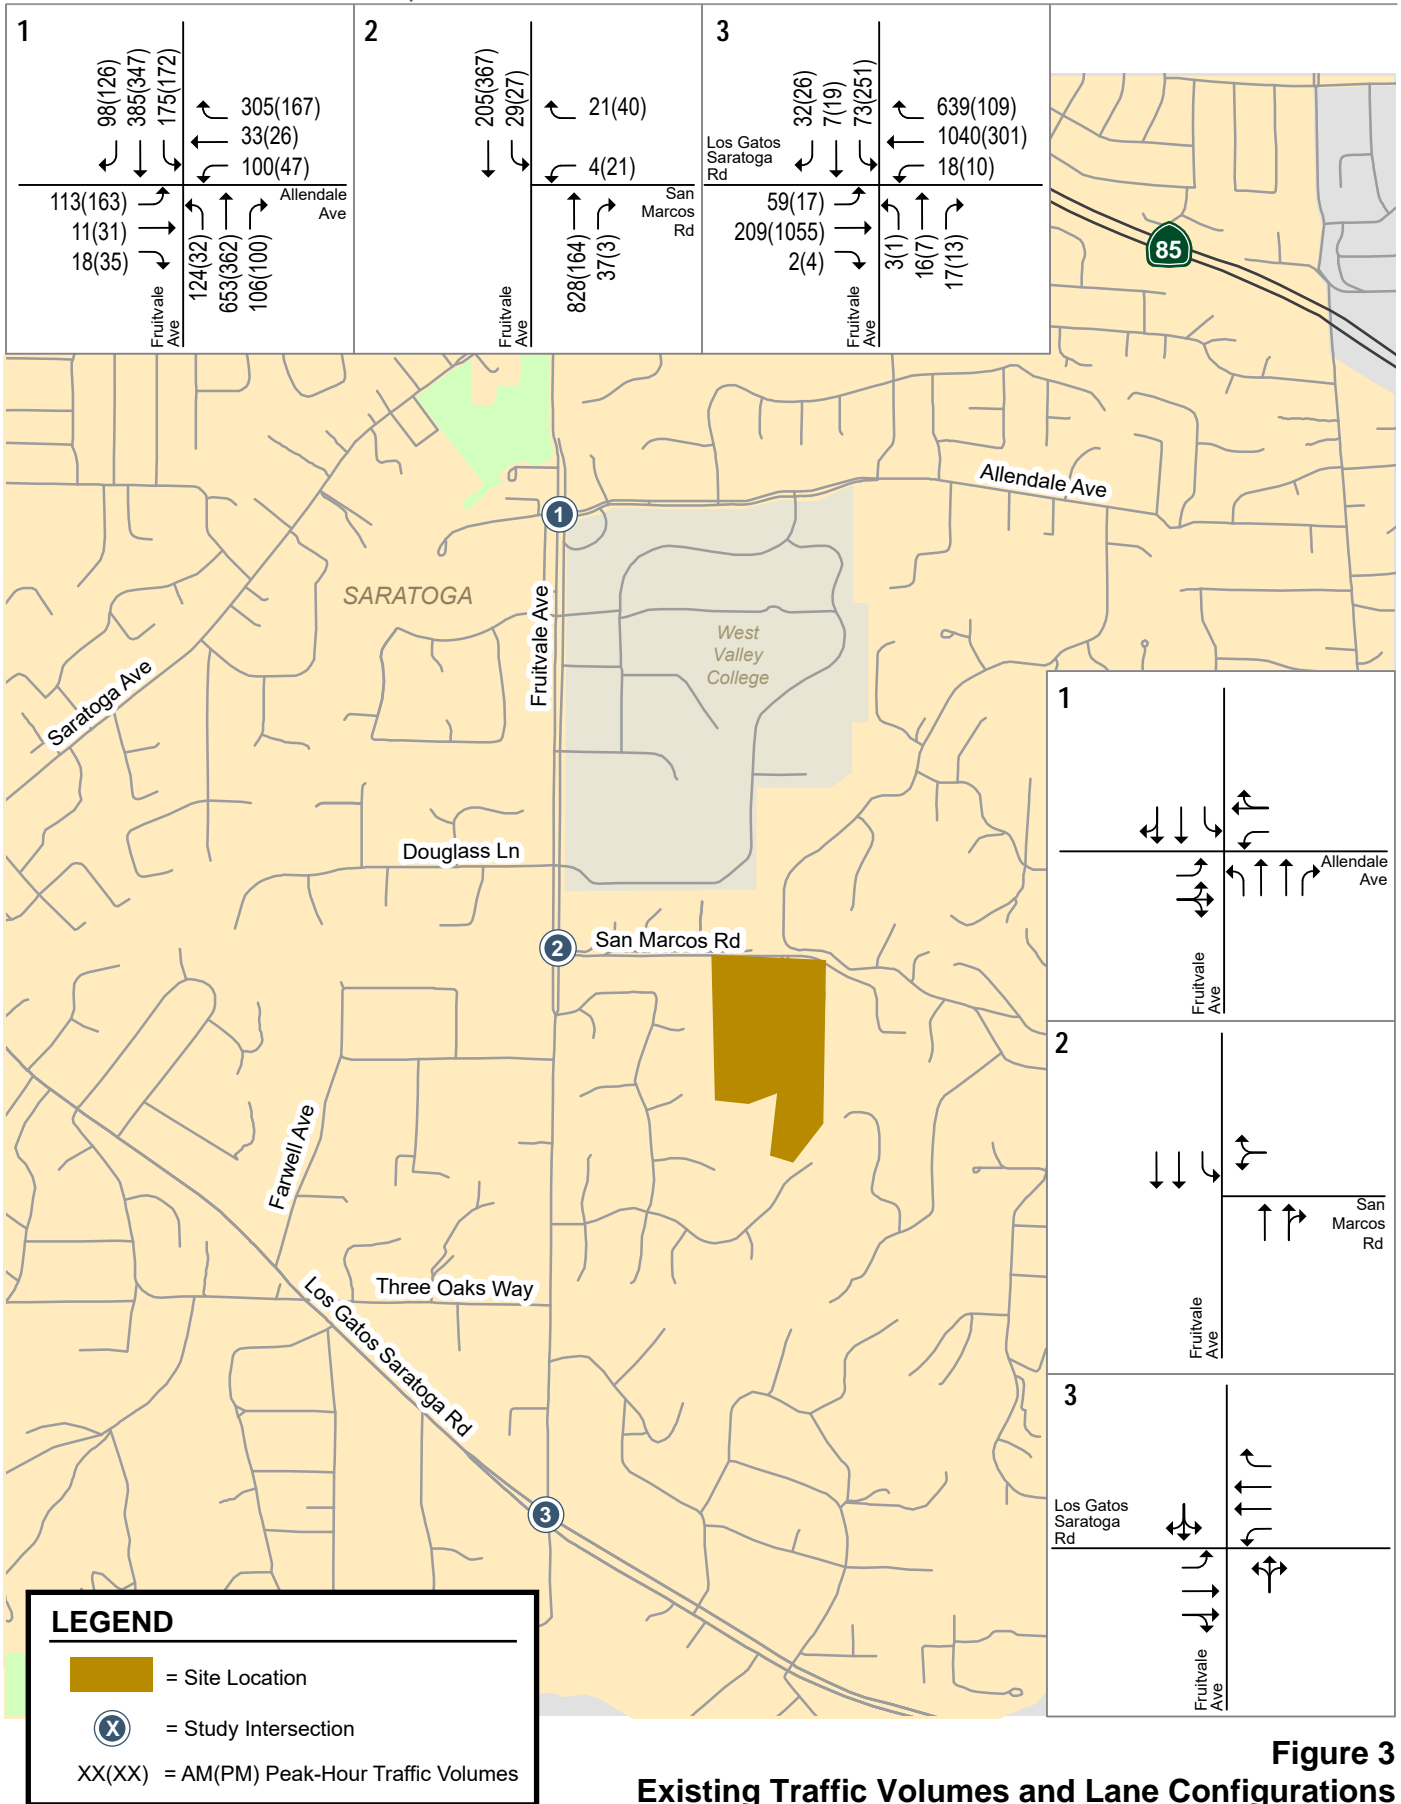 1
98(126)
385(347)
175(172)
305(167)
33(26)
100(47)
Allendale
Ave
113(163)
11(31)
18(35)
124(32)
653(362)
106(100)
Fruitvale
Ave
2
205(367)
29(27)
21(40)
4(21)
San
Marcos
Rd
828(164)
37(3)
Fruitvale
Ave
3
32(26)
7(19)
73(251)
639(109)
1040(301)
18(10)
Los Gatos
Saratoga
Rd
59(17)
209(1055)
2(4)
3(1)
16(7)
17(13)
Fruitvale
Ave
85
Allendale Ave
1
SARATOGA
Fruitvale Ave
West
Valley
College
Saratoga Ave
Douglass Ln
2
San Marcos Rd
Farwell Ave
Three Oaks Way
Los Gatos Saratoga Rd
3
1
Allendale
Ave
Fruitvale
Ave
2
San
Marcos
Rd
Fruitvale
Ave
3
Los Gatos
Saratoga
Rd
Fruitvale
Ave
LEGEND
= Site Location
X = Study Intersection
XX(XX) = AM(PM) Peak-Hour Traffic Volumes
Figure 3
Existing Traffic Volumes and Lane Configurations